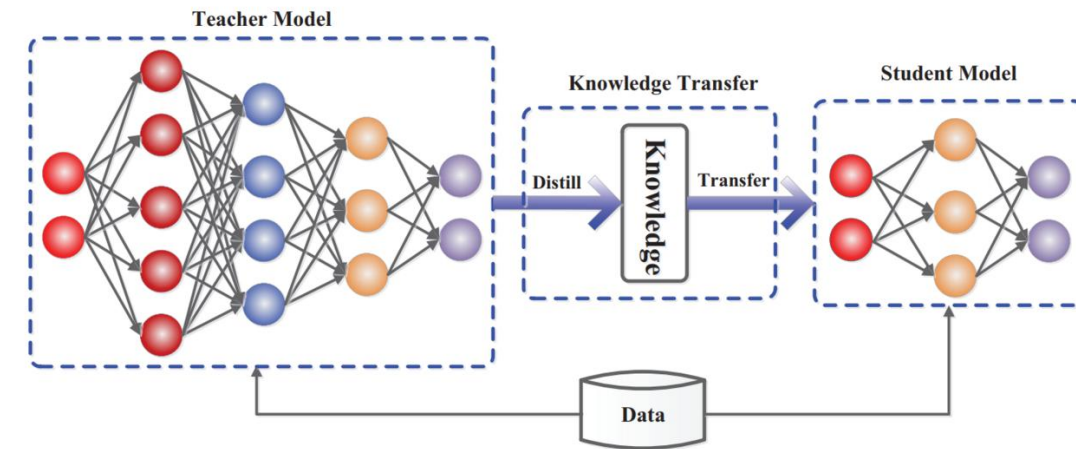 Teacher Model
Knowledge Transfer
Student Model
Distill
Knowledge
Transfer
Data